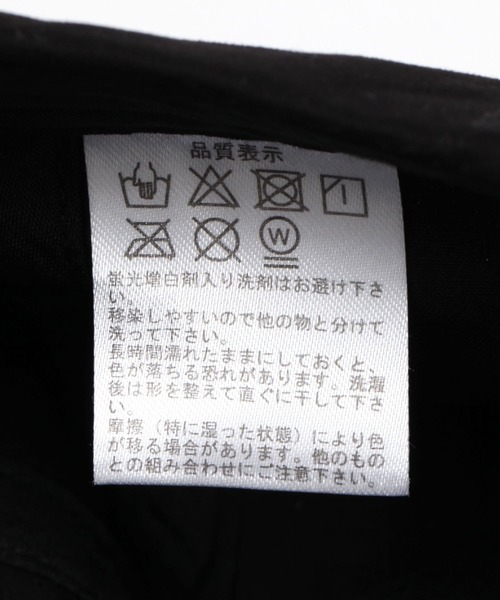 品質表示
W
蛍光増白剤入り洗剤はお避け下さ
い。
移染しやすいので他の物と分けて
洗って下さい。
長時間濡れたままにしておくと、
色が落ちる恐れがあります。洗濯
後は形を整えて直ぐに干して下さ
い。
摩擦（特に湿った状態）により色
が移る場合があります。他のもの
との組み合わせにご注意下さい。